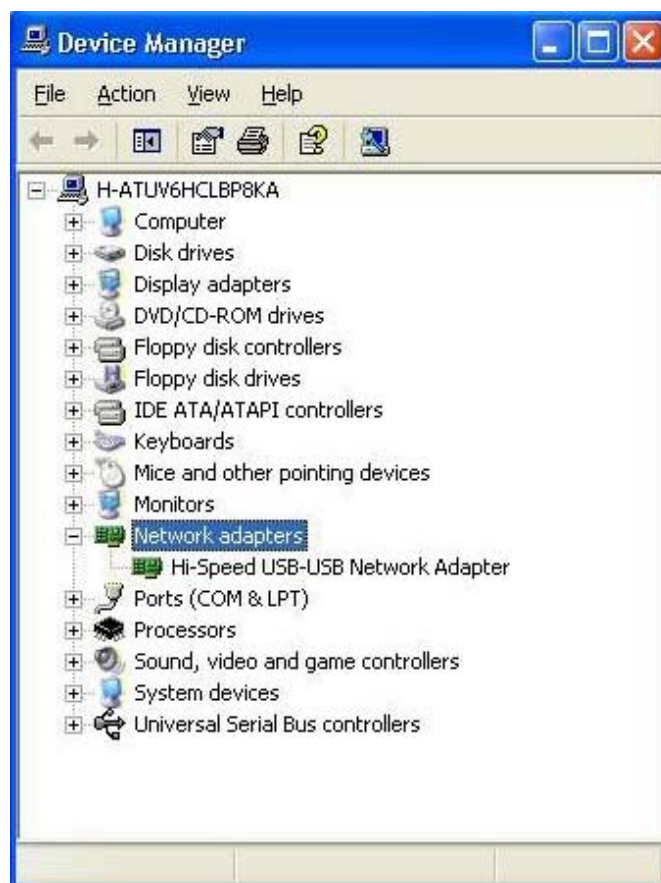 Device Manager
File Action View Help
H-ATUV6HCLBP8KA
Computer
Disk drives
Display adapters
DVD/CD-ROM drives
Floppy disk controllers
Floppy disk drives
IDE ATA/ATAPI controllers
Keyboards
Mice and other pointing devices
Monitors
Network adapters
Hi-Speed USB-USB Network Adapter
Ports (COM & LPT)
Processors
Sound, video and game controllers
System devices
Universal Serial Bus controllers